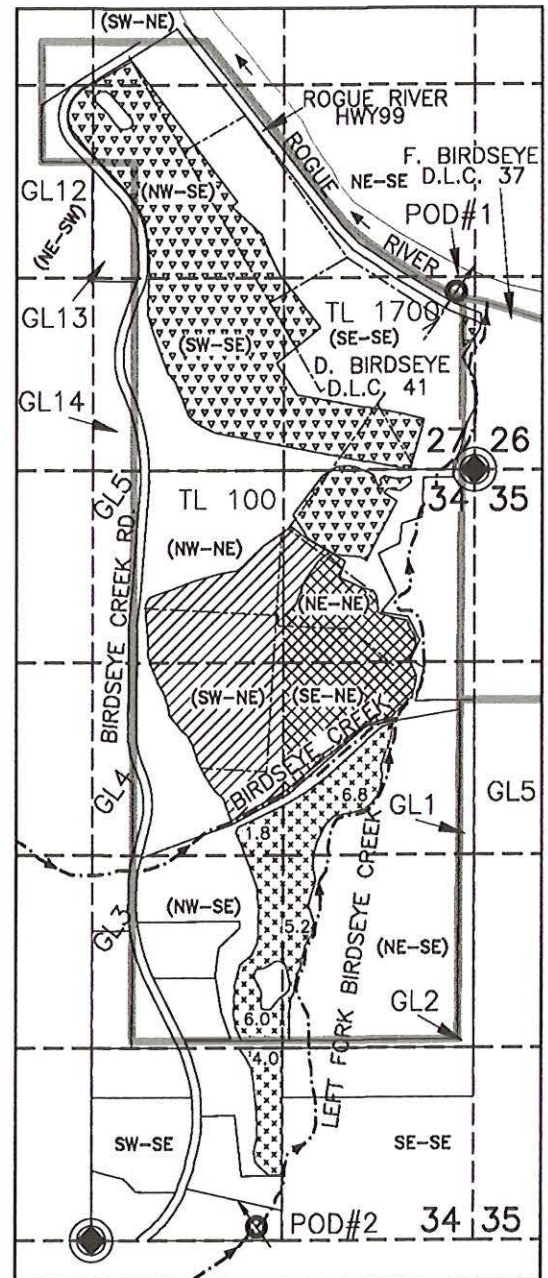 (SW-NE)
ROGUE RIVER
HWY99
ROGUE
RIVER
F. BIRDSEYE
NE-SE
D.L.C. 37
POD#1
GL12
(NE-SW)
(NW-SE)
GL13
TL 1700
(SE-SE)
(SW-SE)
D. BIRDSEYE
D.L.C. 41
GL14
27 26
34 35
GL5
TL 100
(NW-NE)
(NE-NE)
BIRDSEYE CREEK RD
(SW-NE)
(SE-NE)
BIRDSEYE CREEK
GL4
6.8
GL1
GL5
1.8
GL3
(NW-SE)
5.2
(NE-SE)
LEFT FORK BIRDSEYE CREEK
6.0
GL2
4.0
SW-SE
SE-SE
POD#2
34 35